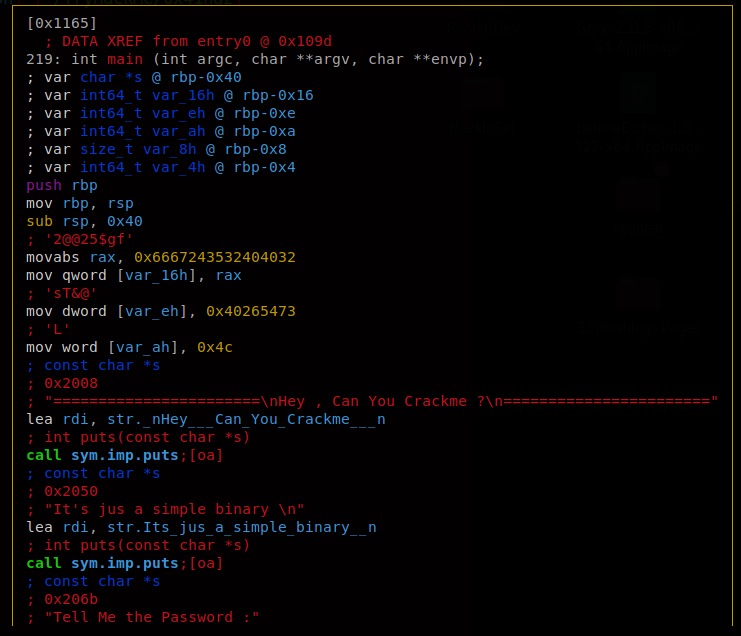 [0x1165]
; DATA XREF from entry0 @ 0x109d
219: int main (int argc, char **argv, char **envp);
; var char *s @ rbp-0x40
; var int64_t var_16h @ rbp-0x16
; var int64_t var_eh @ rbp-0xe
; var int64_t var_ah @ rbp-0xa
; var size_t var_8h @ rbp-0x8
; var int64_t var_4h @ rbp-0x4
push rbp
mov rbp, rsp
sub rsp, 0x40
; '2@@25$gf'
movabs rax, 0x6667243532404032
mov qword [var_16h], rax
; 'sT&@'
mov dword [var_eh], 0x40265473
; 'L'
mov word [var_ah], 0x4c
; const char *s
; 0x2008
; "=======================\nHey , Can You Crackme ?\n======================="
lea rdi, str._nHey___Can_You_Crackme___n
; int puts(const char *s)
call sym.imp.puts;[oa]
; const char *s
; 0x2050
; "It's jus a simple binary \n"
lea rdi, str.Its_jus_a_simple_binary__n
; int puts(const char *s)
call sym.imp.puts;[oa]
; const char *s
; 0x206b
; "Tell Me the Password :"